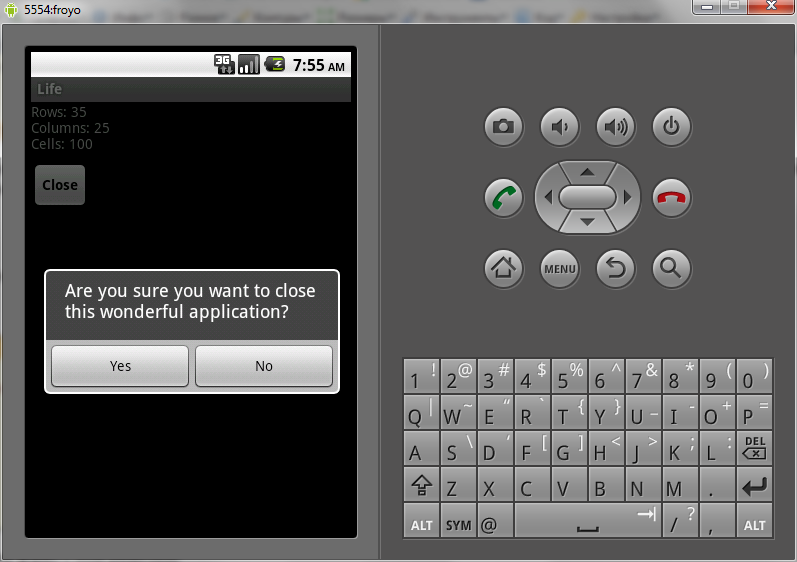 5554:froyo
3G 7:55 AM
Life
Rows: 35
Columns: 25
Cells: 100
Close
Are you sure you want to close
this wonderful application?
Yes No
MENU
1 ! 2 @ 3 # 4 $ 5 % 6 ^ 7 & 8 * 9 ( 0 )
Q | W ~ E “ R ` T { Y } U _ I - O + P =
A S \ D ‘ F [ G ] H < J > K ; L : DEL
Z X C V B N M .
ALT SYM @ / ? , ALT